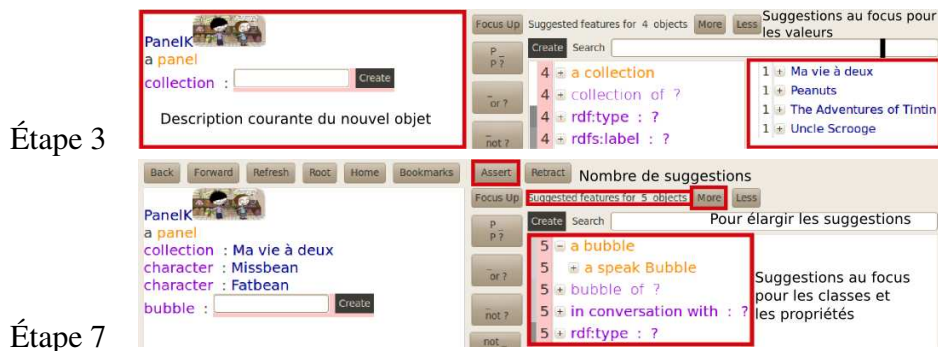 PanelK
a panel
collection : Create
Description courante du nouvel objet
Étape 3
Focus Up Suggested features for 4 objects More Less Suggestions au focus pour
les valeurs
P _
P ?
Create Search
_ or ?
not ?
4 + a collection
4 + collection of ?
4 + rdf:type : ?
4 + rdfs:label : ?
1 + Ma vie à deux
1 + Peanuts
1 + The Adventures of Tintin
1 + Uncle Scrooge
Back Forward Refresh Root Home Bookmarks
PanelK
a panel
collection : Ma vie à deux
character : Missbean
character : Fatbean
bubble : Create
Étape 7
Assert Retract Nombre de suggestions
Focus Up Suggested features for 5 objects More Less
P _
P ?
Create Search Pour élargir les suggestions
_ or ?
not ?
not _
5 − a bubble
5 + a speak Bubble
5 + bubble of ?
5 + in conversation with : ?
5 + rdf:type : ?
Suggestions au focus
pour les classes et
les propriétés